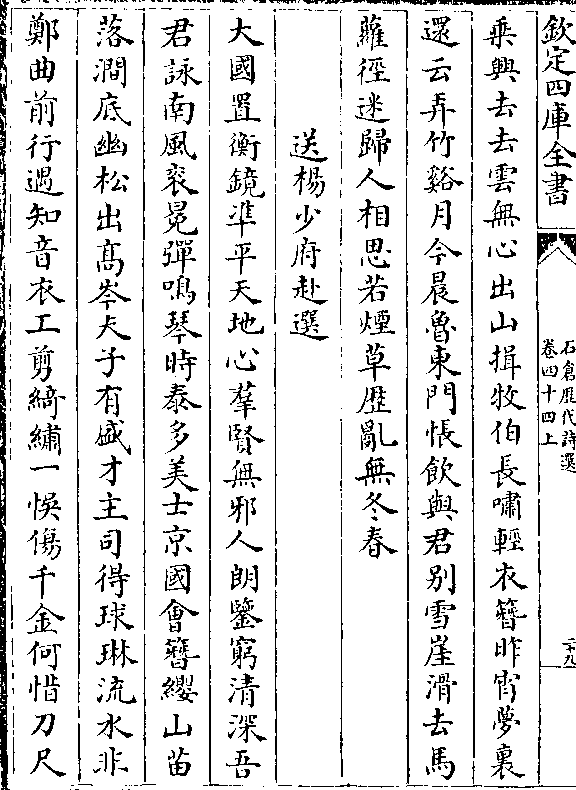 欽定四庫全書
石倉歷代詩選
卷四十四上
二十九
乗興去去雲無心出山揖牧伯長嘯輕衣簪昨宵夢裏
還云弄竹谿月今晨魯東門悵飲與君别雪崖滑去馬
蘿徑迷歸人相思若煙草歴亂無冬春
送楊少府赴選
大國置衡鏡凖平天地心羣賢無邪人朗鑒窮清深吾
君詠南風衮冕彈鳴琴時泰多美士京國㑹簪纓山苗
落澗底幽松出髙岑夫子有盛才主司得球琳流水非
鄭曲前行遇知音衣工剪綺繡一悞傷千金何惜刀尺